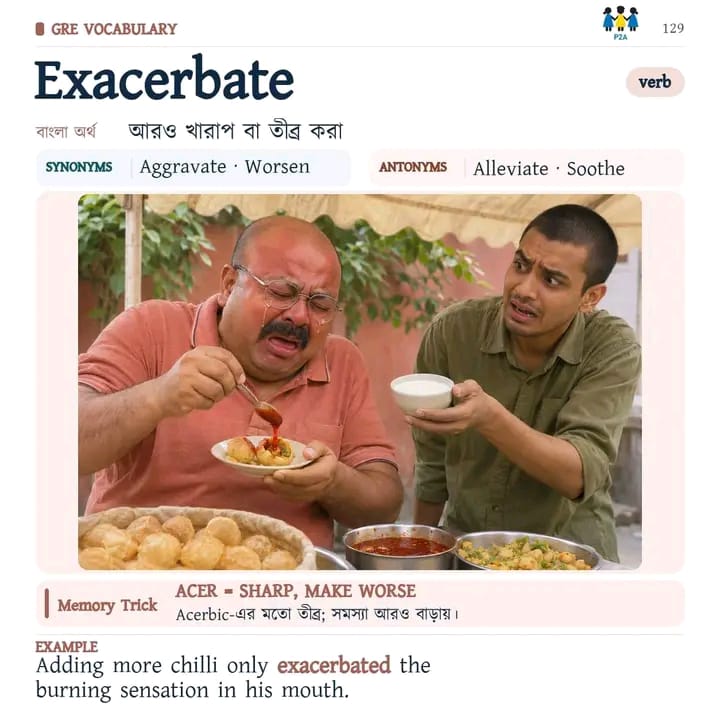 GRE VOCABULARY
P2A
129
Exacerbate
verb
বাংলা অর্থ আরও খারাপ বা তীব্র করা
SYNONYMS Aggravate · Worsen
ANTONYMS Alleviate · Soothe
Memory Trick
ACER = SHARP, MAKE WORSE
Acerbic-এর মতো তীব্র; সমস্যা আরও বাড়ায়।
EXAMPLE
Adding more chilli only exacerbated the
burning sensation in his mouth.